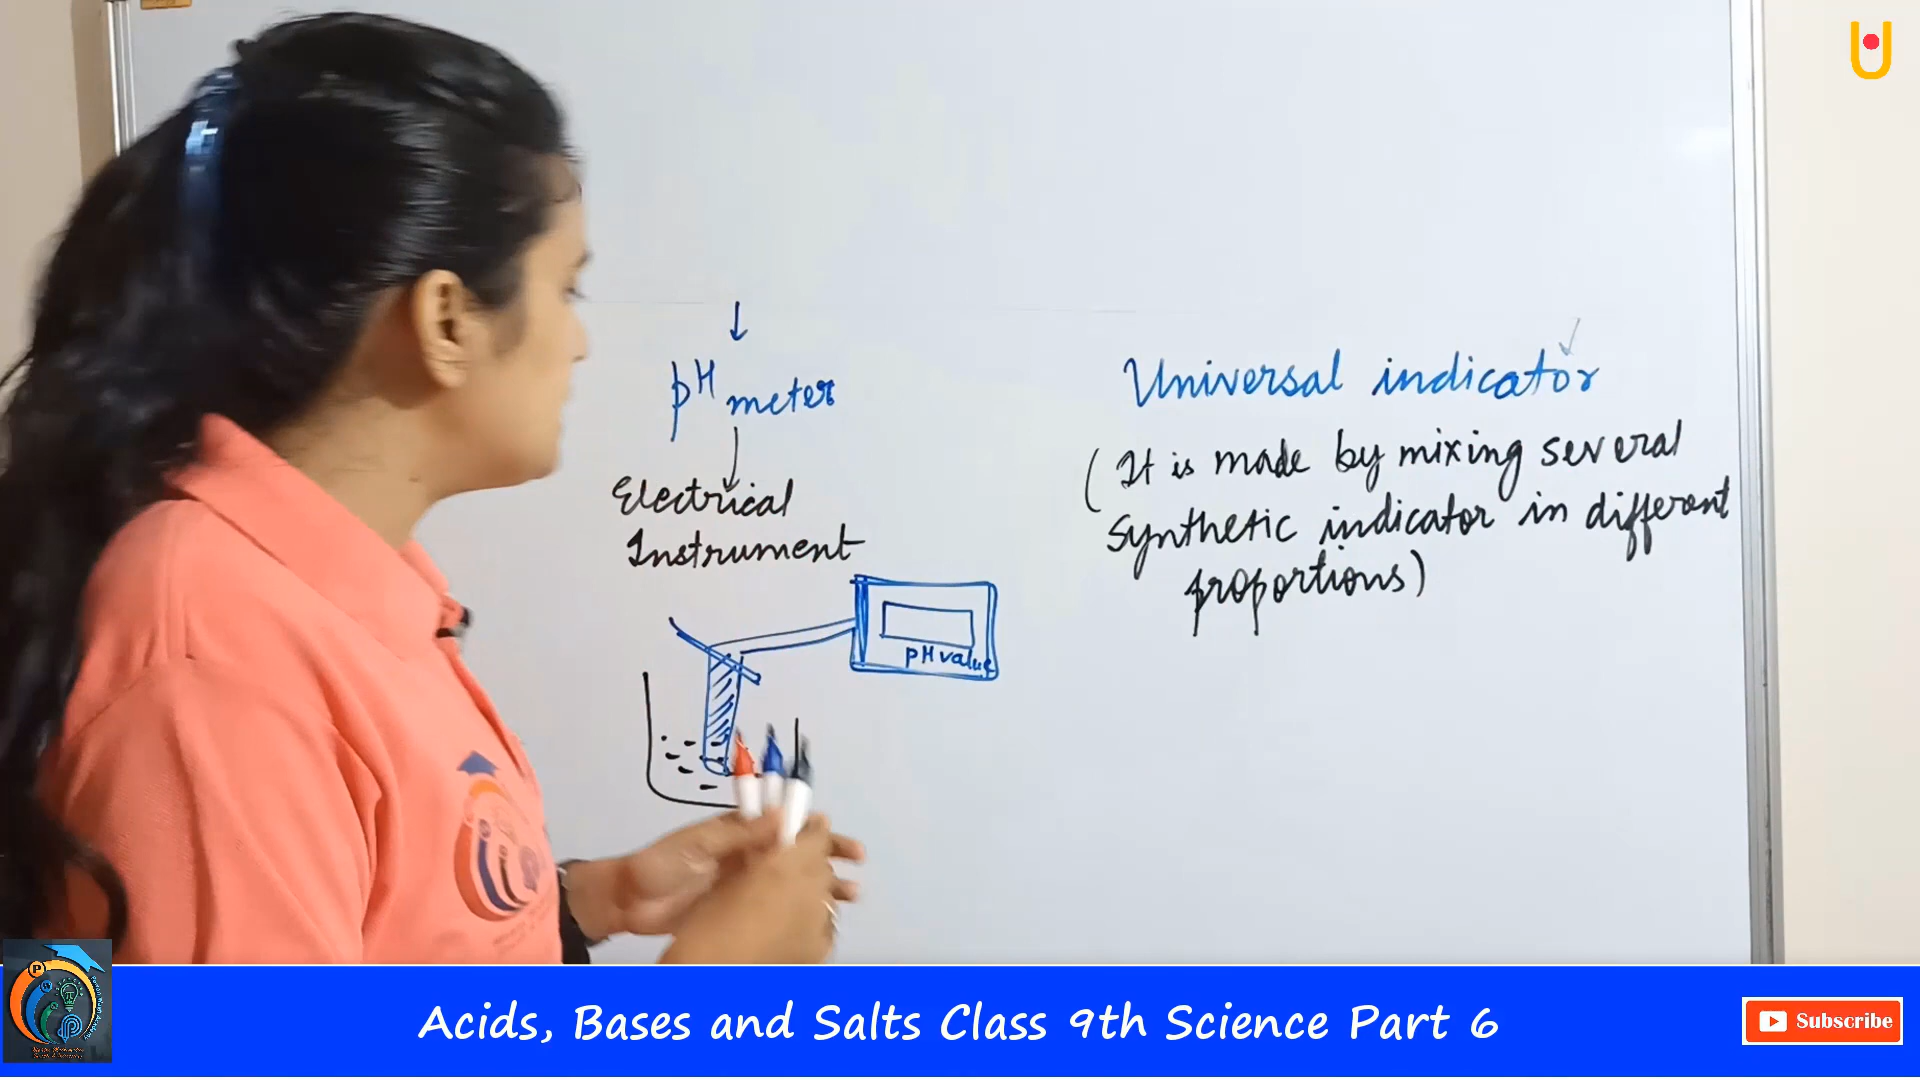 pH meter
Electrical
Instrument
pH value
Universal indicator
(It is made by mixing several
synthetic indicator in different
proportions)
Acids, Bases and Salts Class 9th Science Part 6
Subscribe